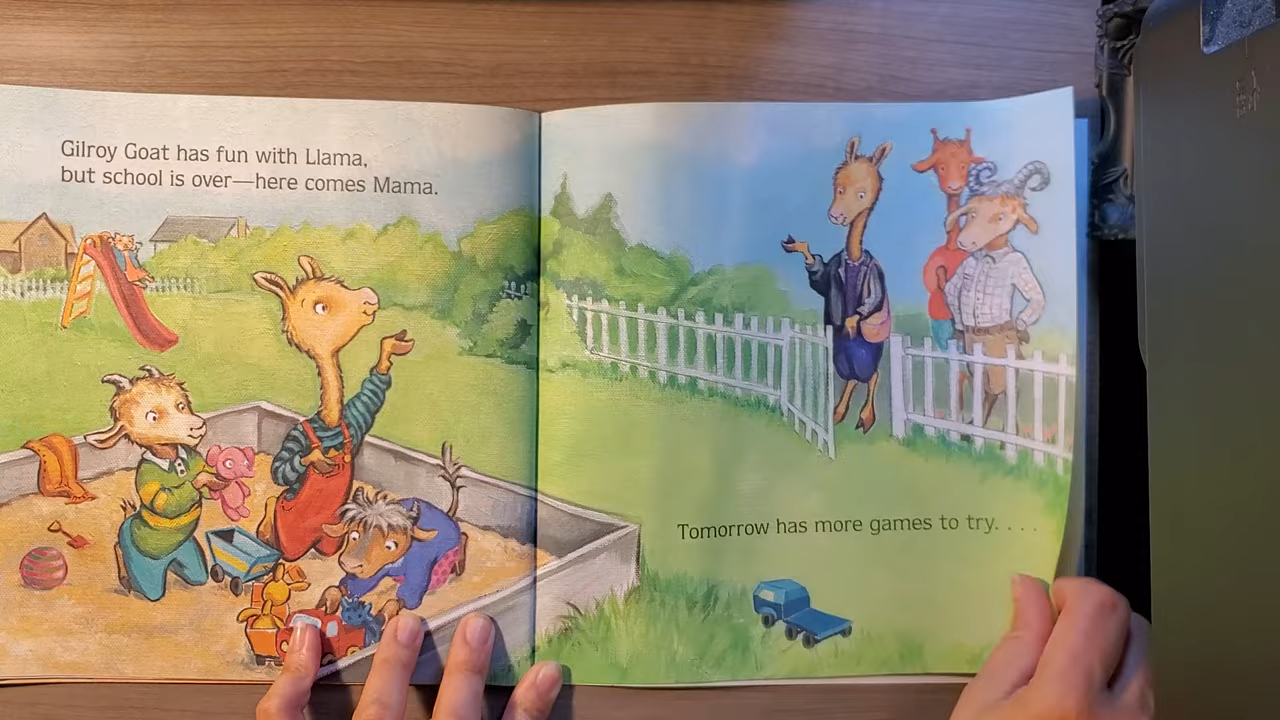 Gilroy Goat has fun with Llama,
but school is over—here comes Mama.
Tomorrow has more games to try. . . .